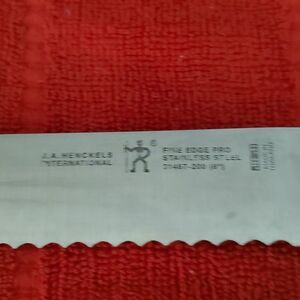 J.A. HENCKELS
INTERNATIONAL
®
FINE EDGE PRO
STAINLESS STEEL
31467-200 (8")